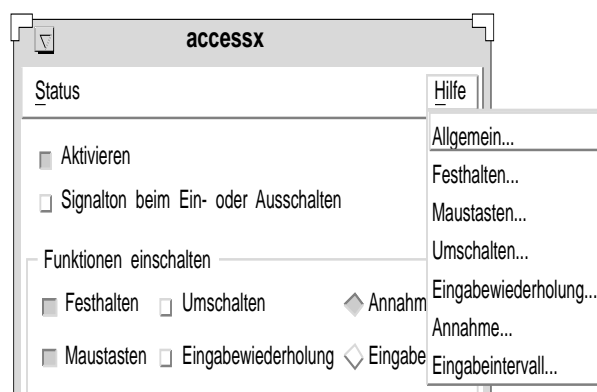 accessx
Status
Hilfe
Aktivieren
Signalton beim Ein- oder Ausschalten
Funktionen einschalten
Festhalten
Umschalten
Annahm
Maustasten
Eingabewiederholung
Eingabe
Allgemein...
Festhalten...
Maustasten...
Umschalten...
Eingabewiederholung...
Annahme...
Eingabeintervall...